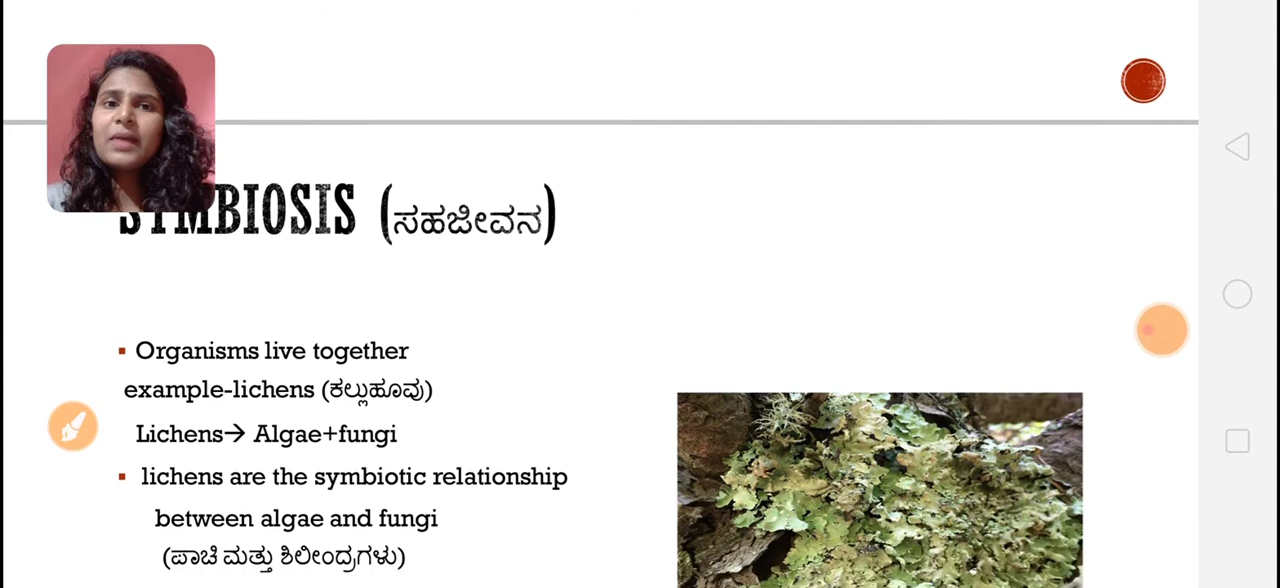 SYMBIOSIS (ಸಹಜೀವನ)
▪ Organisms live together
example-lichens (ಕಲ್ಲುಹೂವು)
Lichens→ Algae+fungi
▪ lichens are the symbiotic relationship
between algae and fungi
(ಪಾಚಿ ಮತ್ತು ಶಿಲೀಂದ್ರಗಳು)